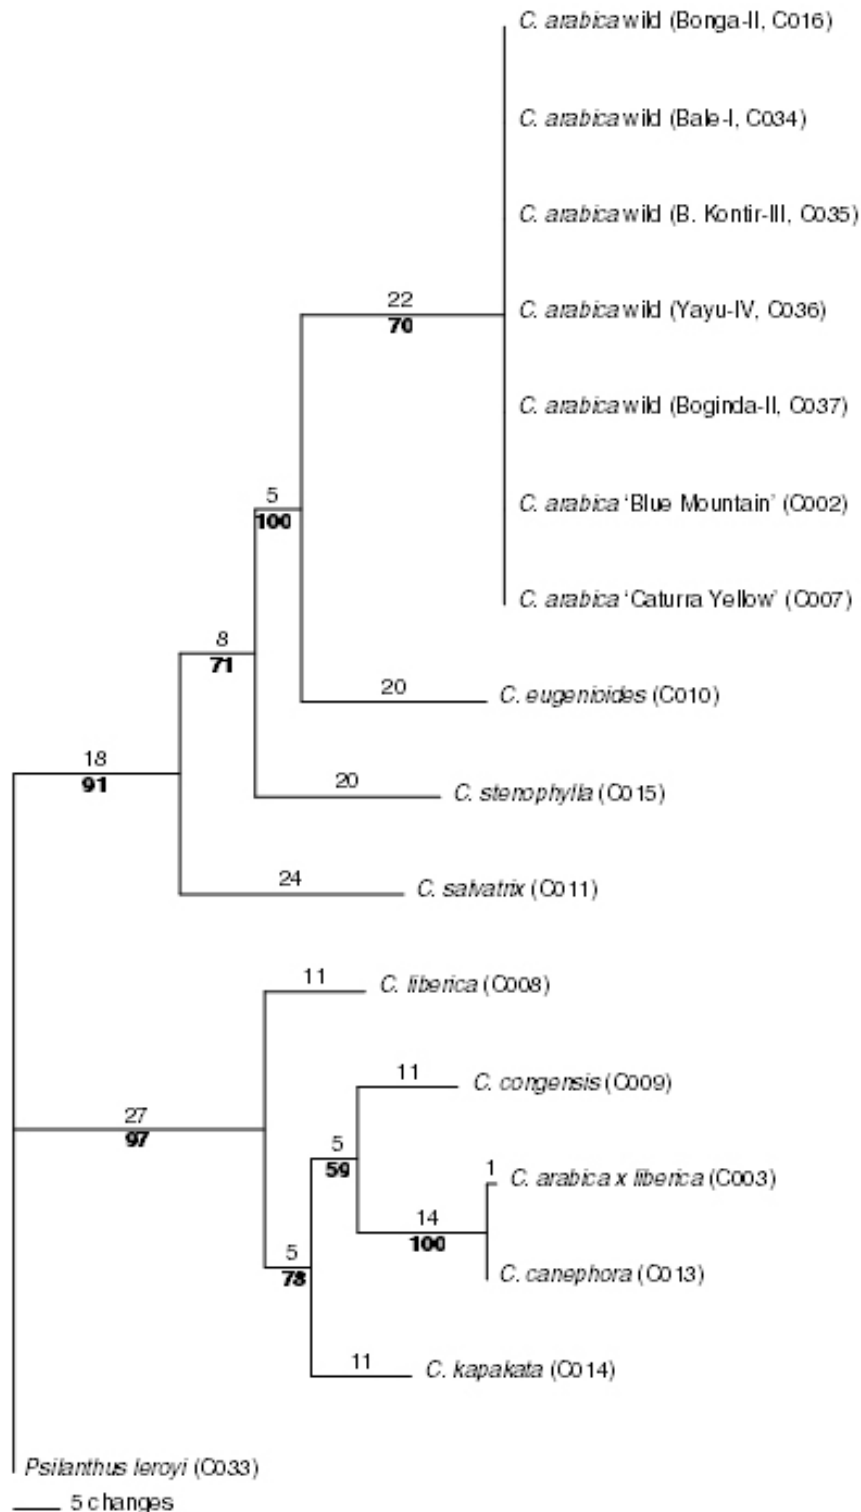 C. arabica wild (Bonga-II, C016)
C. arabica wild (Bale-I, C034)
C. arabica wild (B. Kontir-III, C035)
22
70
C. arabica wild (Yayu-IV, C036)
C. arabica wild (Boginda-II, C037)
5
100
C. arabica 'Blue Mountain' (C002)
C. arabica 'Caturra Yellow' (C007)
8
71
20
C. eugenioides (C010)
18
91
20
C. stenophylla (C015)
24
C. salvatrix (C011)
11
C. liberica (C008)
11
C. congensis (C009)
27
97
5
59
1
C. arabica x liberica (C003)
14
100
5
78
C. canephora (C013)
11
C. kapakata (C014)
Psilanthus leroyi (C033)
5 changes